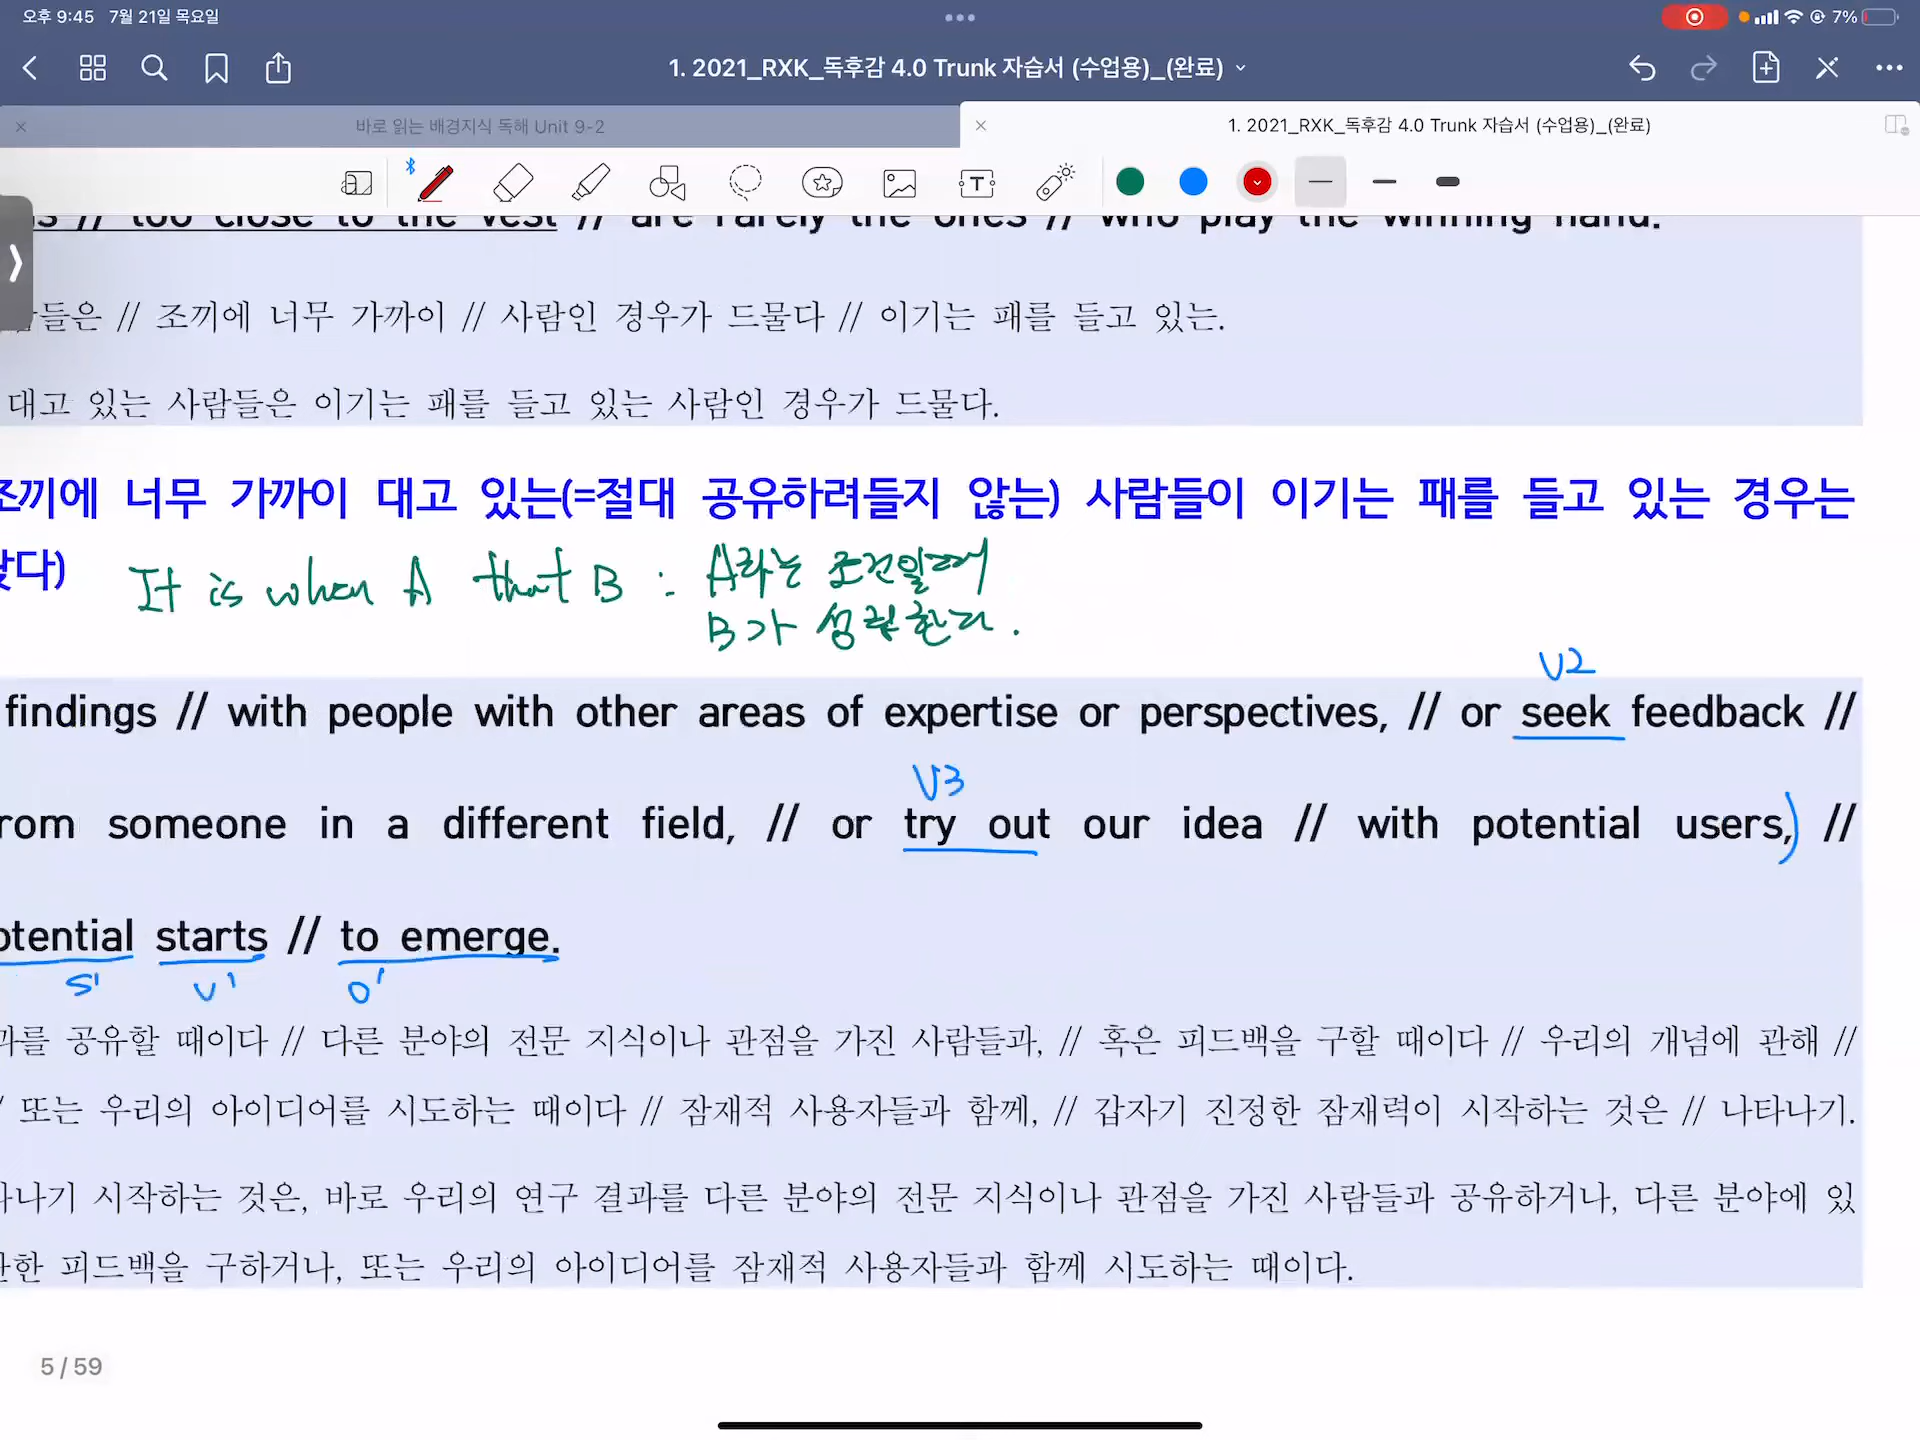 오후 9:45 7월 21일 목요일
7%
1. 2021_RXK_독후감 4.0 Trunk 자습서 (수업용)_(완료)
바로 읽는 배경지식 독해 Unit 9-2
1. 2021_RXK_독후감 4.0 Trunk 자습서 (수업용)_(완료)
// too close to the vest // are rarely the ones // who play the winning hand.
들은 // 조끼에 너무 가까이 // 사람인 경우가 드물다 // 이기는 패를 들고 있는.
대고 있는 사람들은 이기는 패를 들고 있는 사람인 경우가 드물다.
조끼에 너무 가까이 대고 있는(=절대 공유하려들지 않는) 사람들이 이기는 패를 들고 있는 경우는
다)
It is when A that B : A라는 조건일때
B가 성립한다.
V2
findings // with people with other areas of expertise or perspectives, // or seek feedback //
V3
rom someone in a different field, // or try out our idea // with potential users,) //
otential starts // to emerge.
S' V' O'
를 공유할 때이다 // 다른 분야의 전문 지식이나 관점을 가진 사람들과, // 혹은 피드백을 구할 때이다 // 우리의 개념에 관해 //
또는 우리의 아이디어를 시도하는 때이다 // 잠재적 사용자들과 함께, // 갑자기 진정한 잠재력이 시작하는 것은 // 나타나기.
나기 시작하는 것은, 바로 우리의 연구 결과를 다른 분야의 전문 지식이나 관점을 가진 사람들과 공유하거나, 다른 분야에 있
한 피드백을 구하거나, 또는 우리의 아이디어를 잠재적 사용자들과 함께 시도하는 때이다.
5 / 59